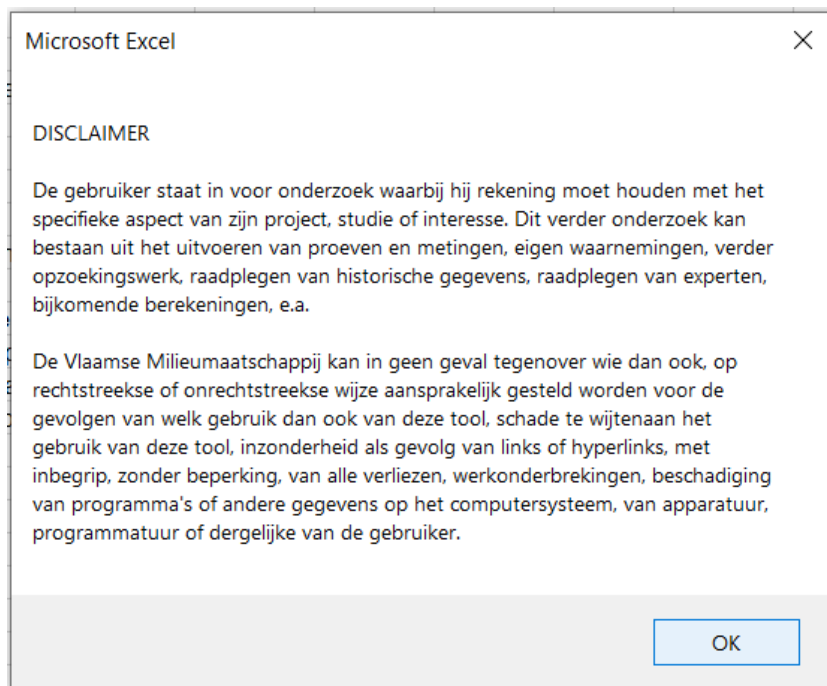 Microsoft Excel
DISCLAIMER
De gebruiker staat in voor onderzoek waarbij hij rekening moet houden met het
specifieke aspect van zijn project, studie of interesse. Dit verder onderzoek kan
bestaan uit het uitvoeren van proeven en metingen, eigen waarnemingen, verder
opzoekingswerk, raadplegen van historische gegevens, raadplegen van experten,
bijkomende berekeningen, e.a.
De Vlaamse Milieumaatschappij kan in geen geval tegenover wie dan ook, op
rechtstreekse of onrechtstreekse wijze aansprakelijk gesteld worden voor de
gevolgen van welk gebruik dan ook van deze tool, schade te wijtenaan het
gebruik van deze tool, inzonderheid als gevolg van links of hyperlinks, met
inbegrip, zonder beperking, van alle verliezen, werkonderbrekingen, beschadiging
van programma's of andere gegevens op het computersysteem, van apparatuur,
programmatuur of dergelijke van de gebruiker.
OK